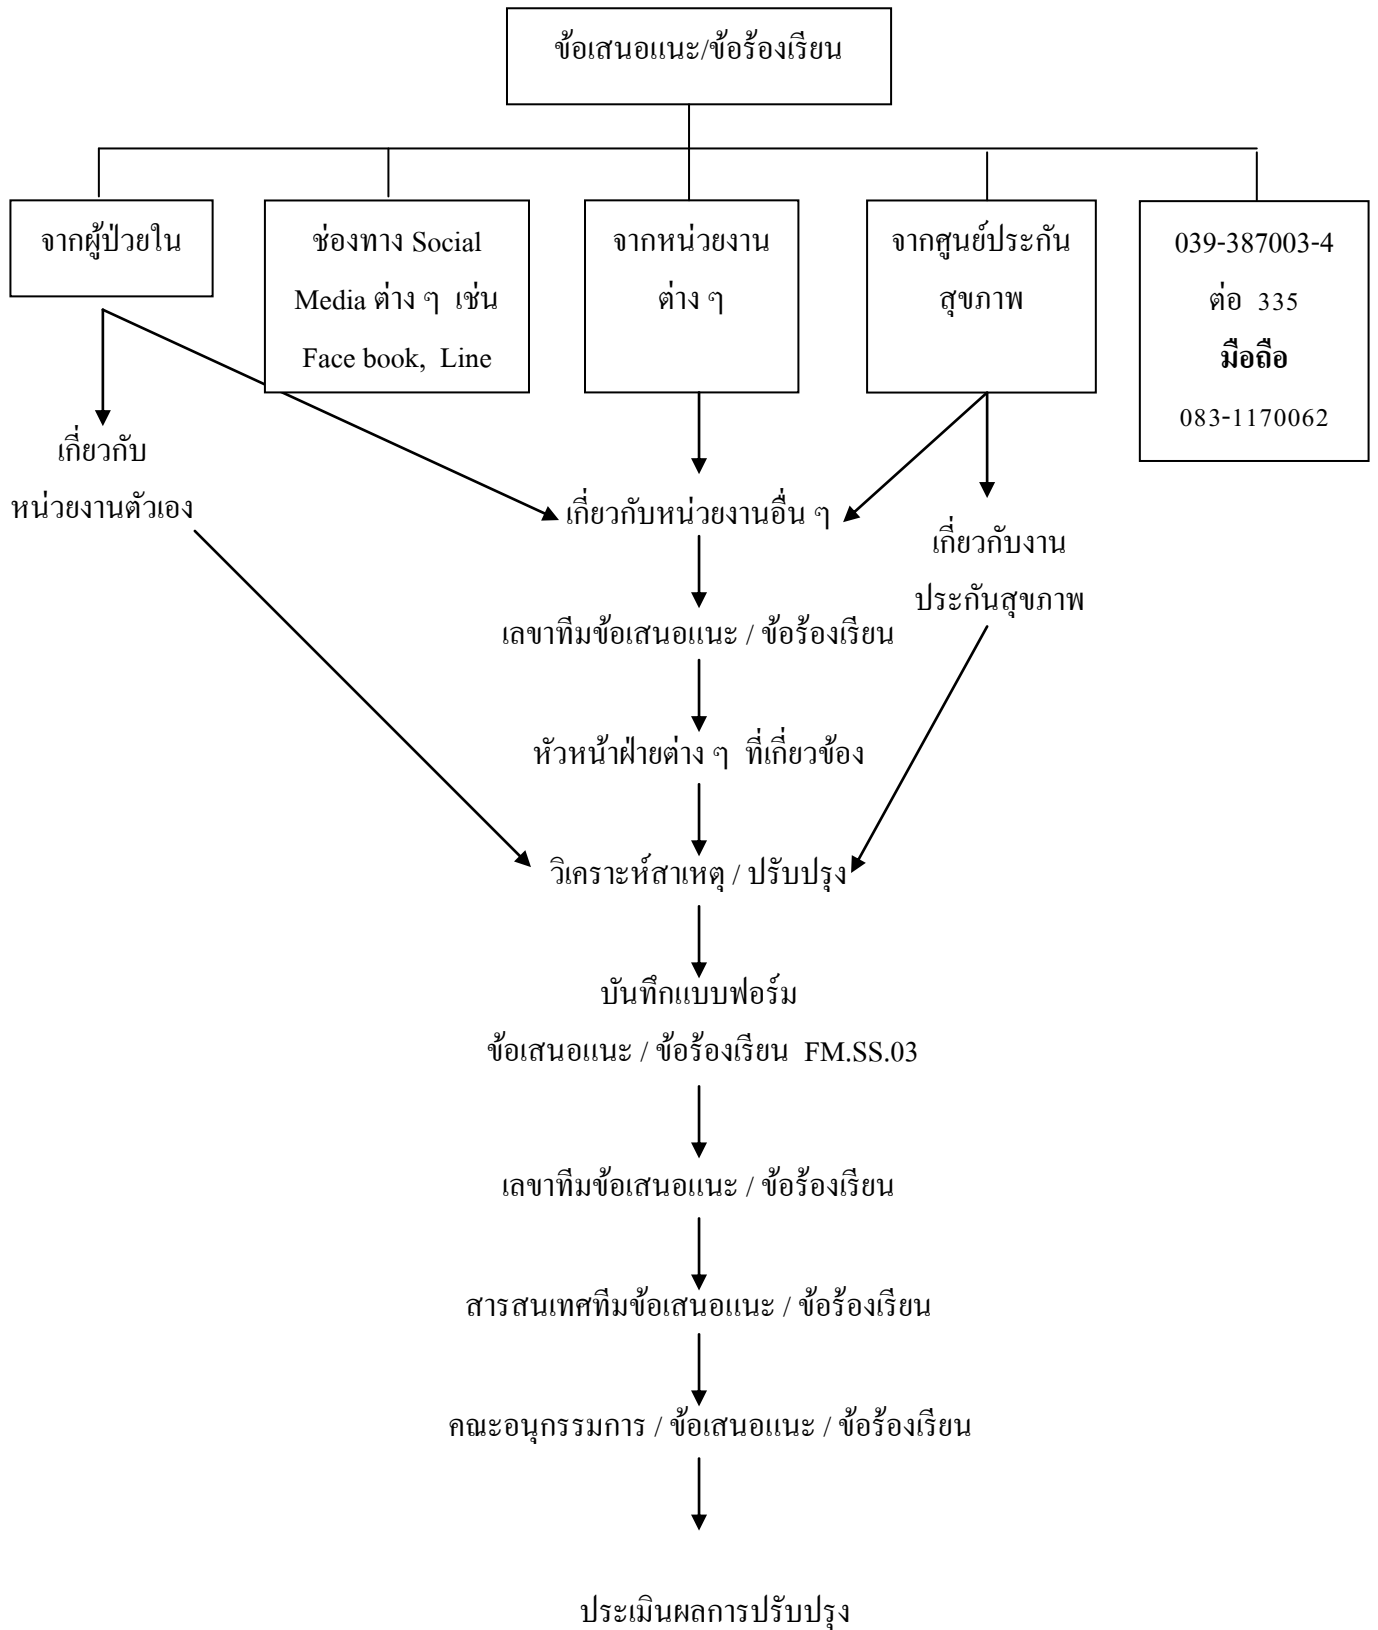 ข้อเสนอแนะ/ข้อร้องเรียน
จากผู้ป่วยใน
ช่องทาง Social
Media ต่าง ๆ เช่น
Face book, Line
จากหน่วยงาน
ต่าง ๆ
จากศูนย์ประกัน
สุขภาพ
039-387003-4
ต่อ 335
มือถือ
083-1170062
เกี่ยวกับ
หน่วยงานตัวเอง
เกี่ยวกับหน่วยงานอื่น ๆ
เกี่ยวกับงาน
ประกันสุขภาพ
เลขาทีมข้อเสนอแนะ / ข้อร้องเรียน
หัวหน้าฝ่ายต่าง ๆ ที่เกี่ยวข้อง
วิเคราะห์สาเหตุ / ปรับปรุง
บันทึกแบบฟอร์ม
ข้อเสนอแนะ / ข้อร้องเรียน FM.SS.03
เลขาทีมข้อเสนอแนะ / ข้อร้องเรียน
สารสนเทศทีมข้อเสนอแนะ / ข้อร้องเรียน
คณะอนุกรรมการ / ข้อเสนอแนะ / ข้อร้องเรียน
ประเมินผลการปรับปรุง